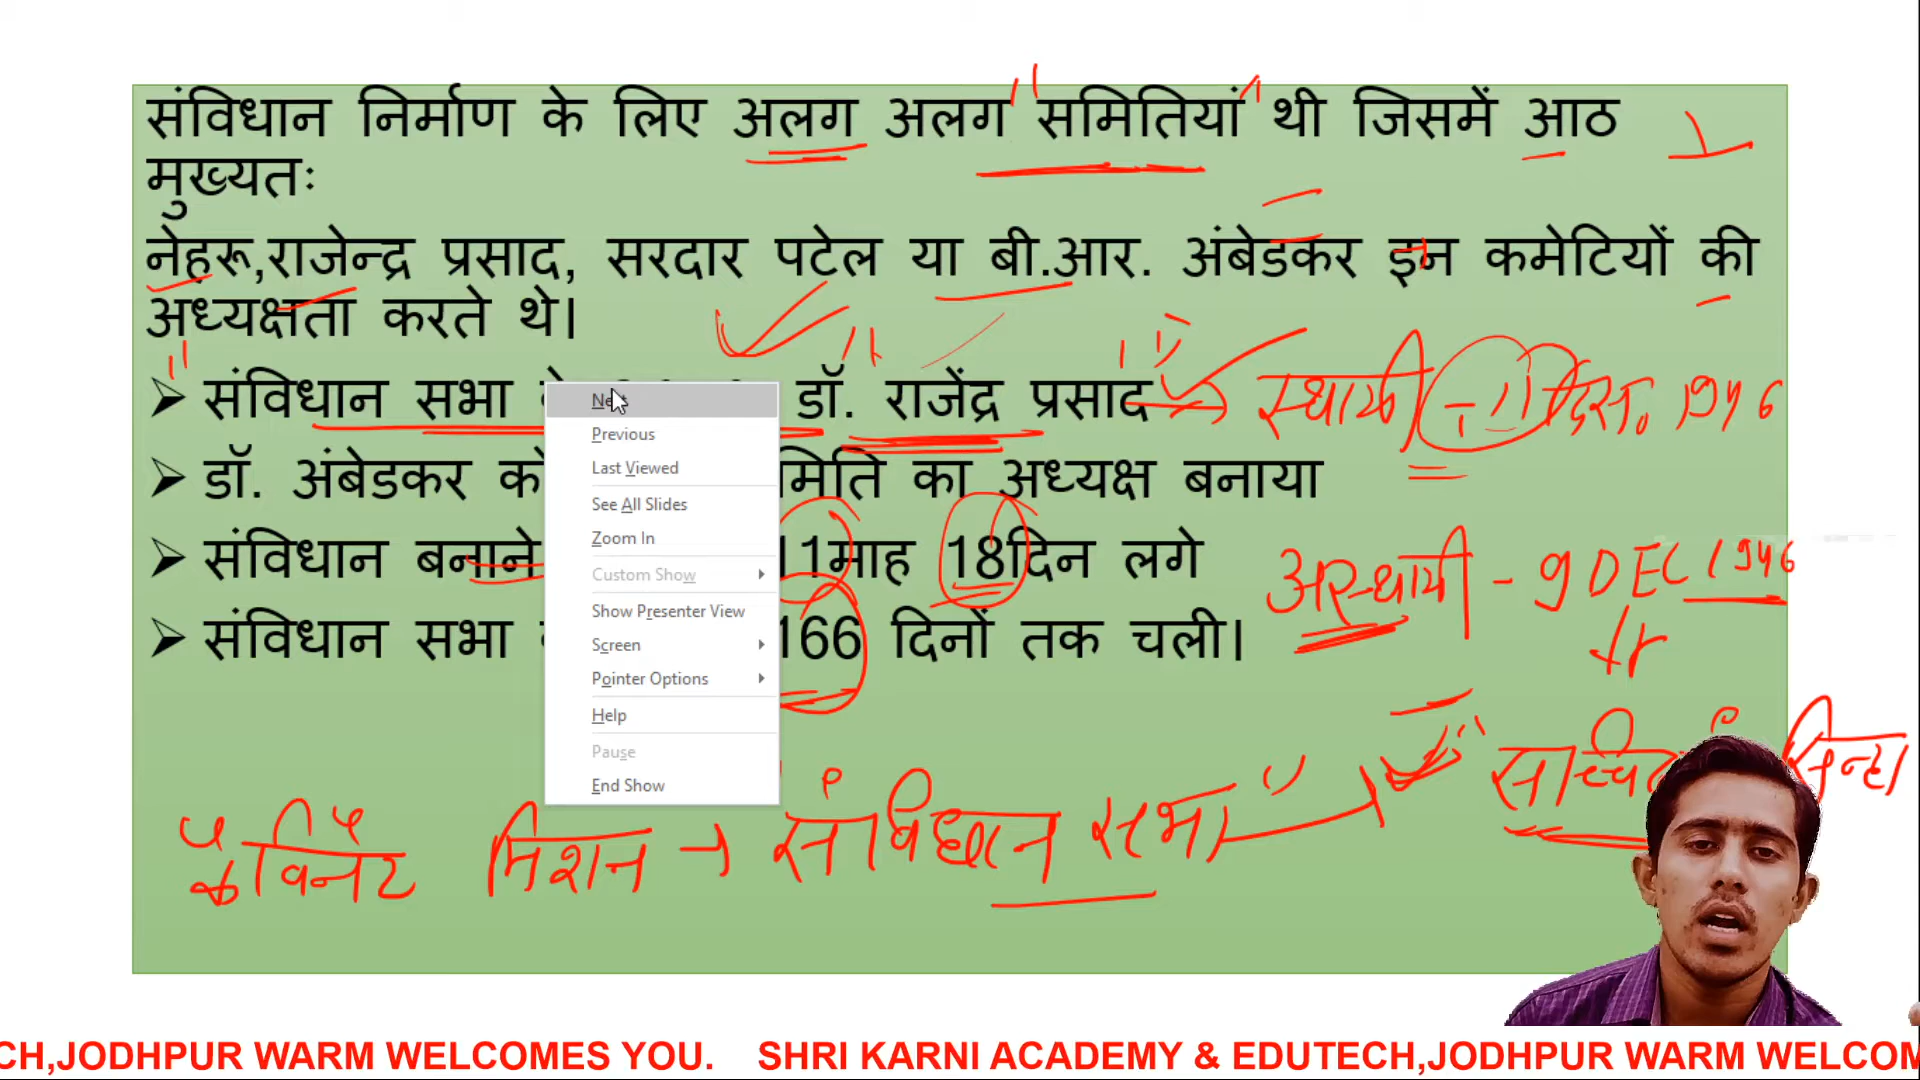 संविधान निर्माण के लिए अलग अलग समितियां थी जिसमें आठ
मुख्यतः
नेहरू,राजेन्द्र प्रसाद, सरदार पटेल या बी.आर. अंबेडकर इन कमेटियों की
अध्यक्षता करते थे।
➢ संविधान सभा डॉ. राजेंद्र प्रसाद → स्थायी - 11 दिस. 1946
➢ डॉ. अंबेडकर को मिति का अध्यक्ष बनाया
➢ संविधान बनाने 11माह 18दिन लगे
अस्थायी - 9 DEC 1946
➢ संविधान सभा 166 दिनों तक चली।
Next
Previous
Last Viewed
See All Slides
Zoom In
Custom Show
Show Presenter View
Screen
Pointer Options
Help
Pause
End Show
सिन्हा
कैबिनेट मिशन → संविधान सभा
CH,JODHPUR WARM WELCOMES YOU. SHRI KARNI ACADEMY & EDUTECH,JODHPUR WARM WELCOM